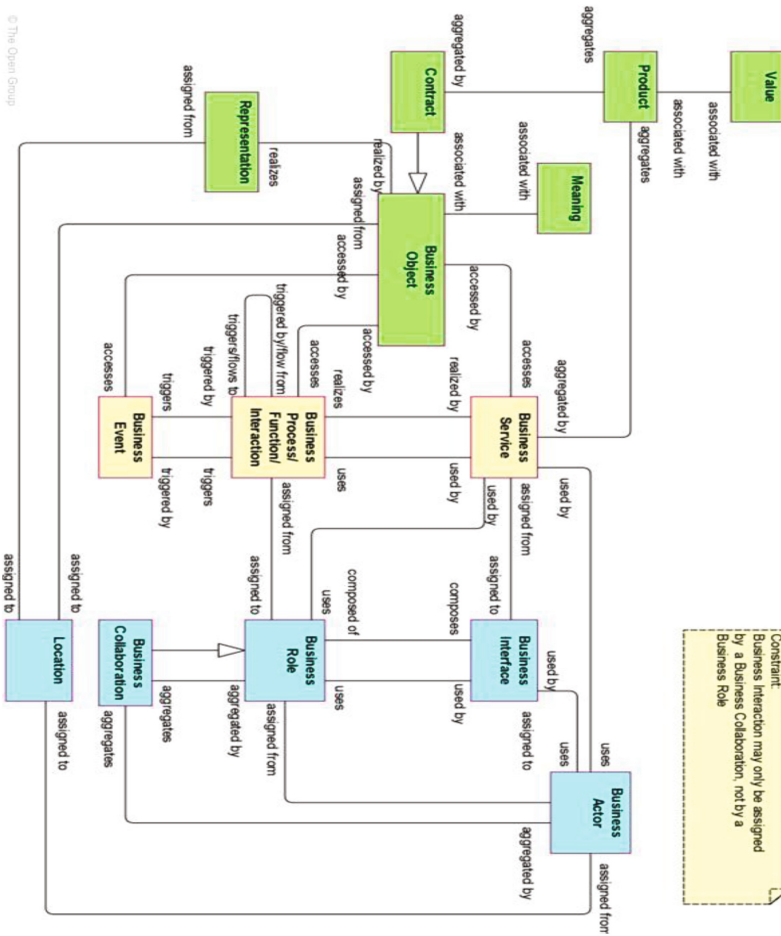 Constraint:
Business Interaction may only be assigned
by a Business Collaboration, not by a
Business Role
Value
associated with
associated with
Product
aggregates
aggregates
Meaning
associated with
associated with
Contract
aggregated by
Business
Object
accessed by
accessed by
accessed by
assigned from
realized by
realizes
Representation
assigned from
Business
Service
aggregated by
accesses
realized by
used by
used by
used by
assigned from
Business
Process/
Function/
Interaction
accesses
realizes
uses
triggered by/flow from
triggers/flows to
triggered by
triggers
assigned from
Business
Event
accesses
triggers
triggered by
Business
Actor
uses
uses
assigned from
aggregated by
Business
Interface
assigned to
composes
used by
used by
assigned to
Business
Role
assigned to
composed of
uses
uses
aggregated by
assigned from
Business
Collaboration
aggregates
aggregates
Location
assigned to
assigned to
assigned to
© The Open Group